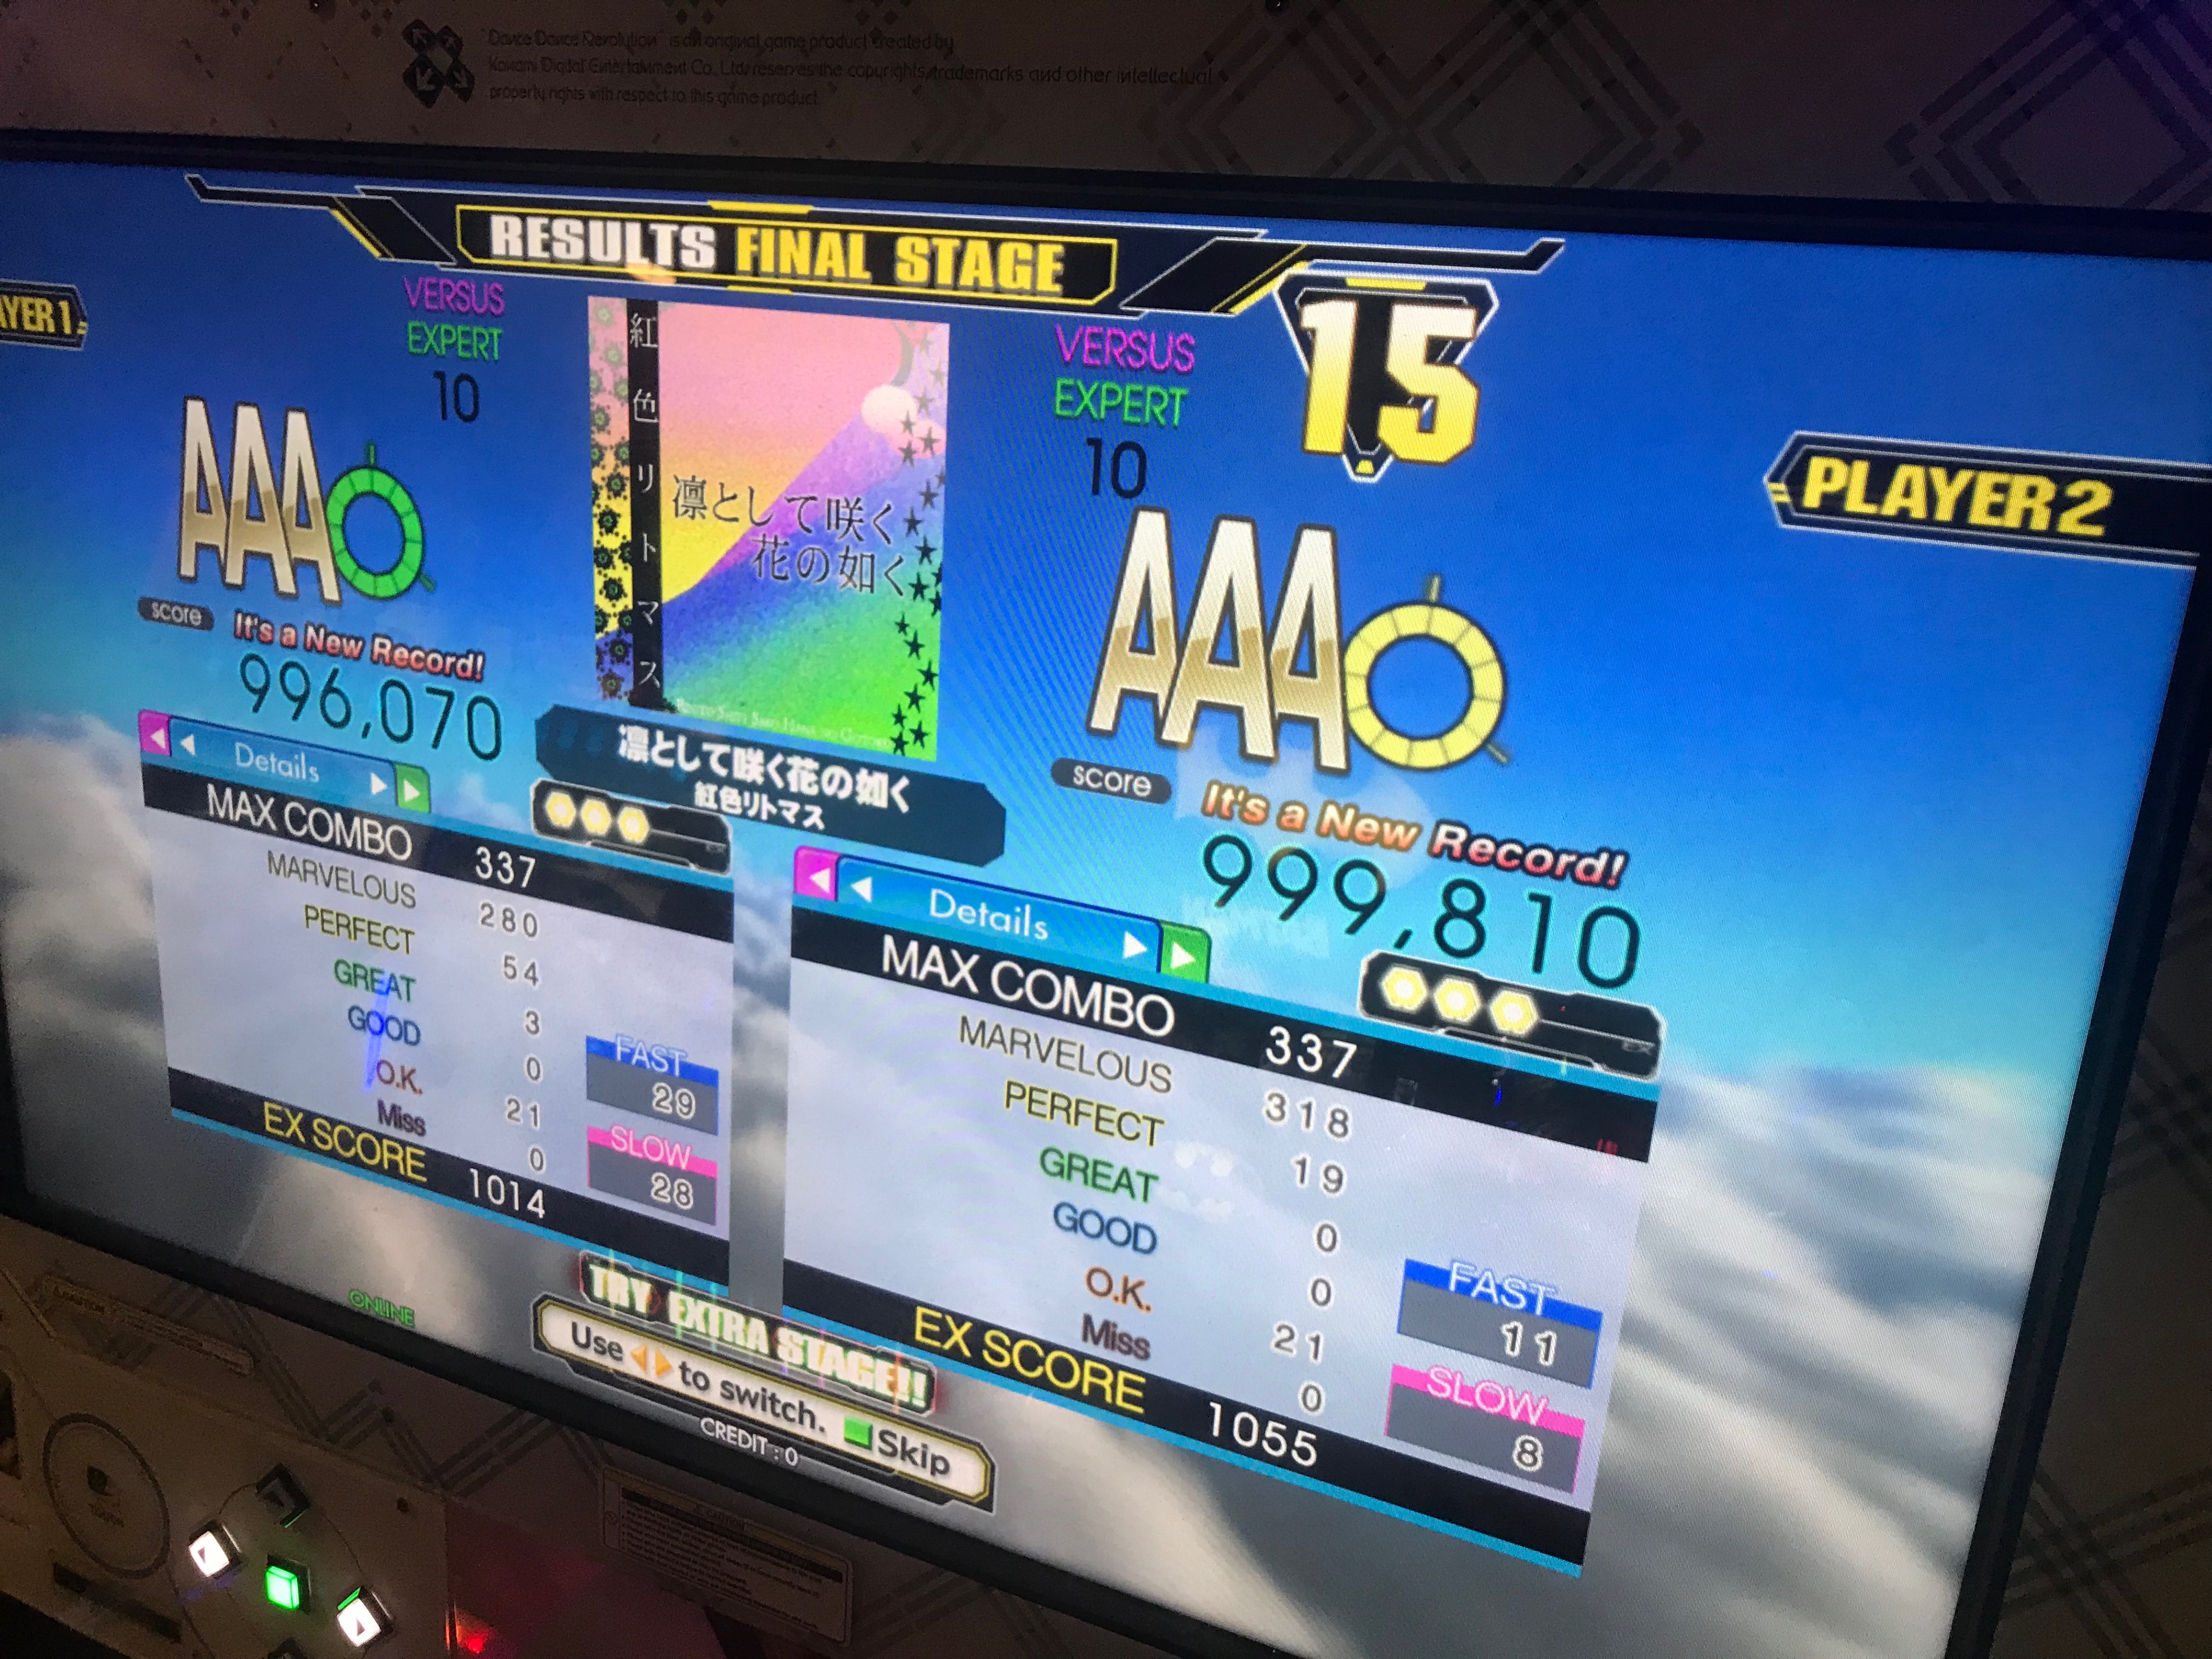 "Dance Dance Revolution" is an original game product created by
Konami Digital Entertainment Co., Ltd. reserves the copyrights, trademarks and other intellectual
property rights with respect to this game product.
RESULTS FINAL STAGE
15
AYER 1
VERSUS
EXPERT
10
AAA
score
It's a New Record!
996,070
Details
MAX COMBO 337
MARVELOUS 280
PERFECT 54
GREAT 3
GOOD 0
O.K. 21
Miss 0
EX SCORE 1014
FAST
29
SLOW
28
紅色リトマス
凛として咲く
花の如く
凛として咲く花の如く
紅色リトマス
PLAYER 2
VERSUS
EXPERT
10
AAA
score
It's a New Record!
999,810
EX
Details
MAX COMBO 337
MARVELOUS 318
PERFECT 19
GREAT 0
GOOD 0
O.K. 21
Miss 0
EX SCORE 1055
FAST
11
SLOW
8
ONLINE
TRY EXTRA STAGE!!
Use to switch. Skip
CREDIT : 0